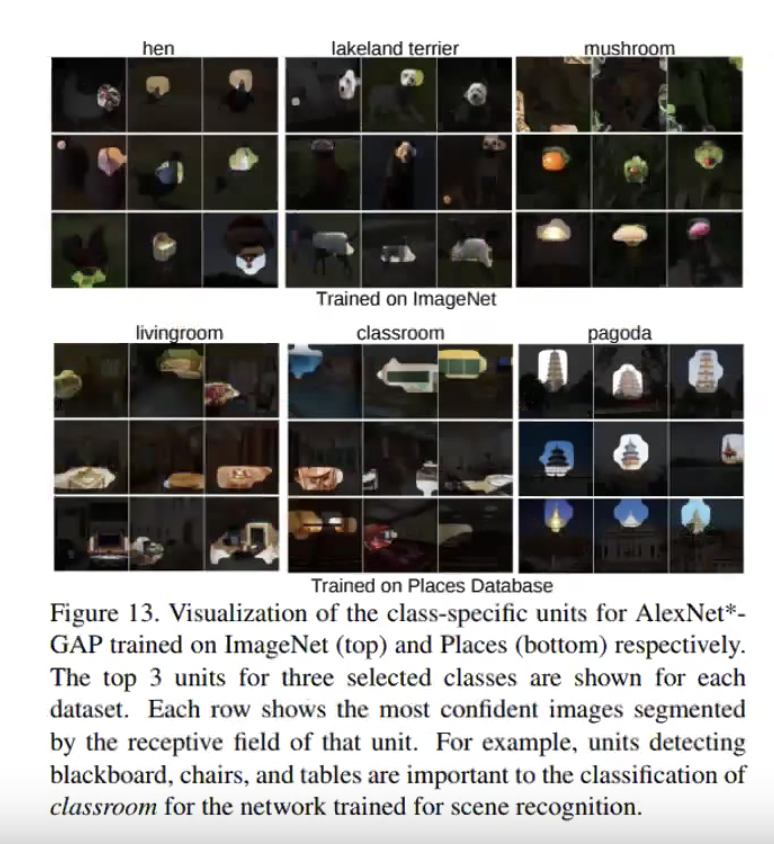 hen lakeland terrier mushroom
Trained on ImageNet
livingroom classroom pagoda
Trained on Places Database
Figure 13. Visualization of the class-specific units for AlexNet*-
GAP trained on ImageNet (top) and Places (bottom) respectively.
The top 3 units for three selected classes are shown for each
dataset. Each row shows the most confident images segmented
by the receptive field of that unit. For example, units detecting
blackboard, chairs, and tables are important to the classification of
classroom for the network trained for scene recognition.